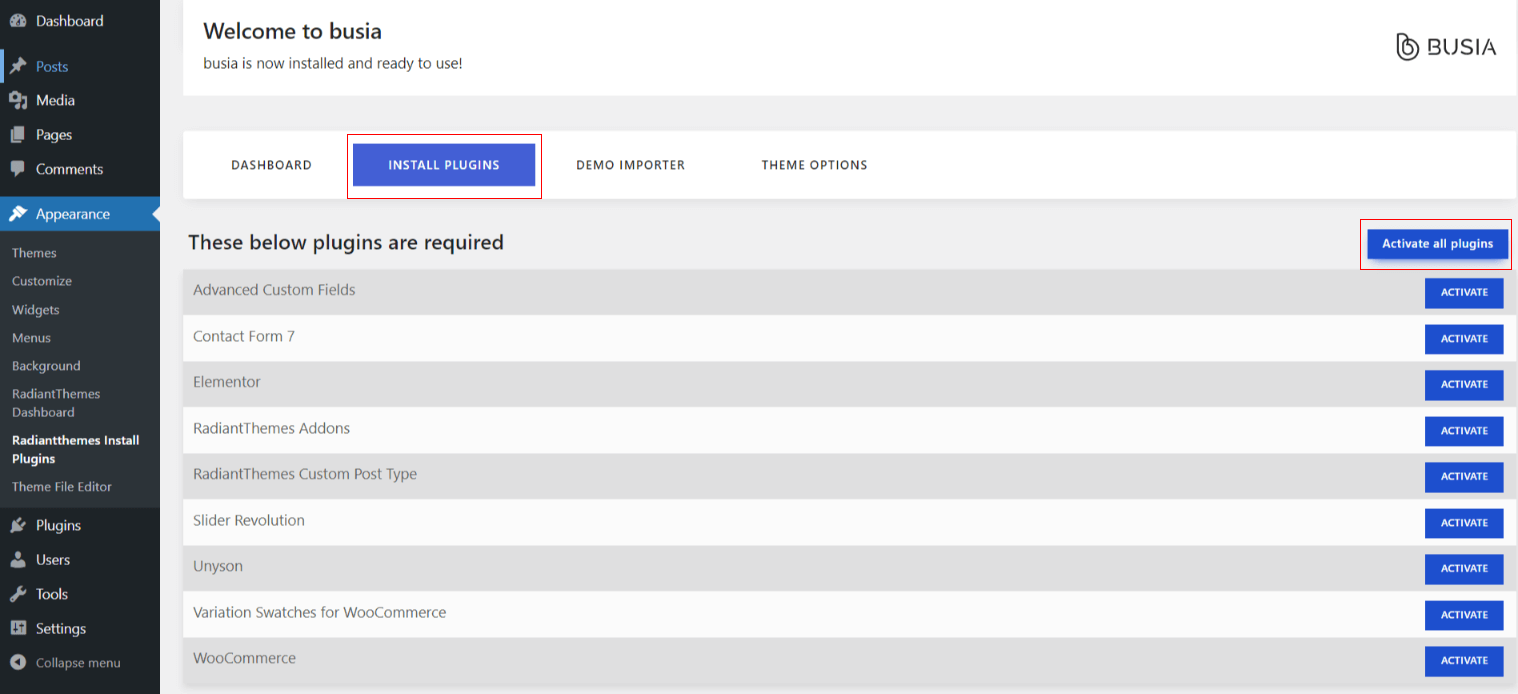 Dashboard
Posts
Media
Pages
Comments
Appearance
Themes
Customize
Widgets
Menus
Background
RadiantThemes
Dashboard
Radiantthemes Install
Plugins
Theme File Editor
Plugins
Users
Tools
Settings
Collapse menu
Welcome to busia
busia is now installed and ready to use!
BUSIA
DASHBOARD
INSTALL PLUGINS
DEMO IMPORTER
THEME OPTIONS
These below plugins are required
Activate all plugins
Advanced Custom Fields
ACTIVATE
Contact Form 7
ACTIVATE
Elementor
ACTIVATE
RadiantThemes Addons
ACTIVATE
RadiantThemes Custom Post Type
ACTIVATE
Slider Revolution
ACTIVATE
Unyson
ACTIVATE
Variation Swatches for WooCommerce
ACTIVATE
WooCommerce
ACTIVATE